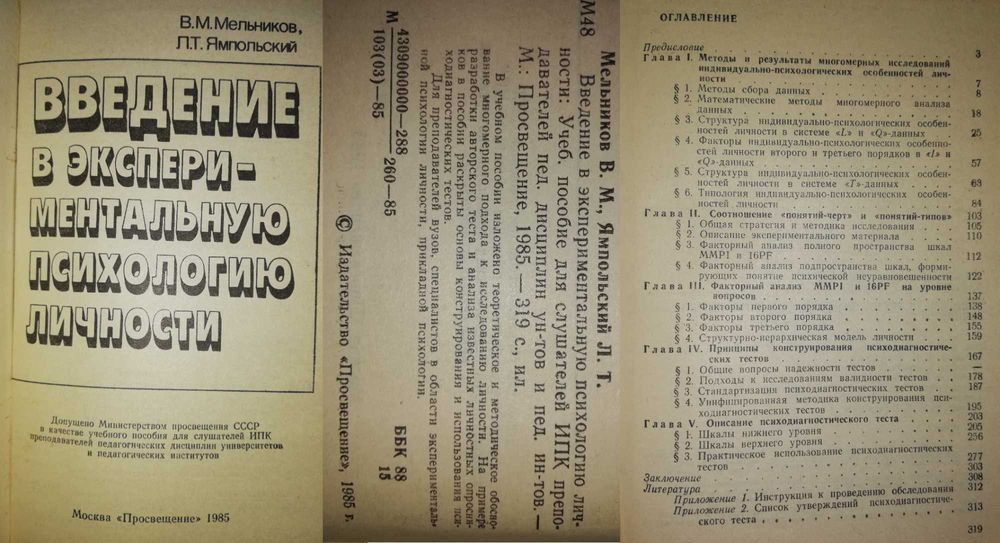 В.М.Мельников,
Л.Т.Ямпольский
ВВЕДЕНИЕ
В ЭКСПЕРИ-
МЕНТАЛЬНУЮ
ПСИХОЛОГИЮ
ЛИЧНОСТИ
Допущено Министерством просвещения СССР
в качестве учебного пособия для слушателей ИПК
преподавателей педагогических дисциплин университетов
и педагогических институтов
Москва «Просвещение» 1985
Мельников В. М., Ямпольский Л. Т.
М48 Введение в экспериментальную психологию лич-
ности: Учеб. пособие для слушателей ИПК препо-
давателей пед. дисциплин ун-тов и пед. ин-тов. —
М.: Просвещение, 1985. — 319 с., ил.
В учебном пособии изложено теоретическое и методическое обосно-
вание многомерного подхода к исследованию личности. На примере
разработки авторского теста и анализа известных личностных опросни-
ков в пособии раскрыты основы конструирования и использования пси-
ходиагностических тестов.
Для преподавателей вузов, специалистов в области эксперименталь-
ной психологии личности, прикладной психологии.
М 4309000000—288 260—85
103(03)—85
ББК 88
15
© Издательство «Просвещение», 1985 г.
ОГЛАВЛЕНИЕ
Предисловие 3
Глава I. Методы и результаты многомерных исследований
индивидуально-психологических особенностей лич-
ности 7
§ 1. Методы сбора данных 8
§ 2. Математические методы многомерного анализа
данных 18
§ 3. Структура индивидуально-психологических особен-
ностей личности в системе «L» и «Q»-данных 25
§ 4. Факторы индивидуально-психологических особенно-
стей личности второго и третьего порядков в «l» и
«Q»-данных 57
§ 5. Структура индивидуально-психологических особен-
ностей личности в системе «Т»-данных 63
§ 6. Типология индивидуально-психологических особен-
ностей личности 84
Глава II. Соотношение «понятий-черт» и «понятий-типов» 103
§ 1. Общая стратегия и методика исследования 105
§ 2. Описание экспериментального материала 110
§ 3. Факторный анализ полного пространства шкал
MMPI и 16PF 112
§ 4. Факторный анализ подпространства шкал, форми-
рующих понятие психической неуравновешенности 122
Глава III. Факторный анализ MMPI и 16PF на уровне
вопросов 137
§ 1. Факторы первого порядка 138
§ 2. Факторы второго порядка 148
§ 3. Факторы третьего порядка 155
§ 4. Структурно-иерархическая модель личности 159
Глава IV. Принципы конструирования психодиагностиче-
ских тестов 167
§ 1. Общие вопросы надежности тестов —
§ 2. Подходы к исследованиям валидности тестов 178
§ 3. Стандартизация психодиагностических тестов 187
§ 4. Унифицированная методика конструирования пси-
ходиагностических тестов 195
Глава V. Описание психодиагностического теста 203
§ 1. Шкалы нижнего уровня 205
§ 2. Шкалы верхнего уровня 256
§ 3. Практическое использование психодиагностических
тестов 277
Заключение 303
Литература 308
Приложение 1. Инструкция к проведению обследования 312
Приложение 2. Список утверждений психодиагностиче-
ского теста 313
319